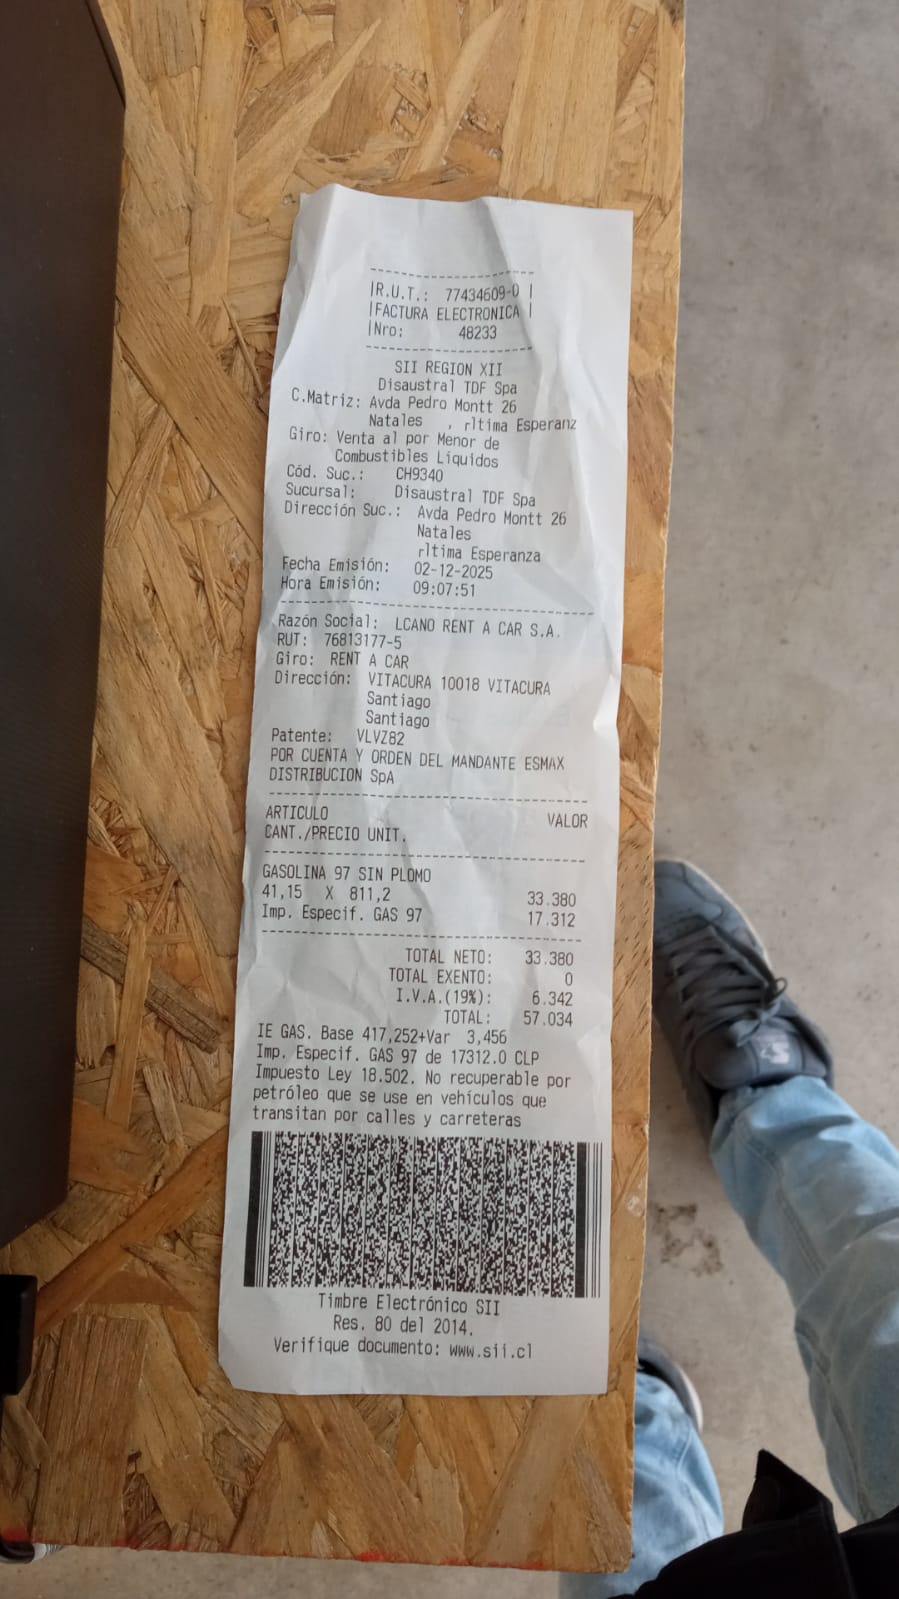 R.U.T.: 77434609-0
FACTURA ELECTRONICA
Nro: 48233
SII REGION XII
Disaustral TDF Spa
C.Matriz: Avda Pedro Montt 26
Natales , rltima Esperanz
Giro: Venta al por Menor de
Combustibles Líquidos
Cód. Suc.: CH9340
Sucursal: Disaustral TDF Spa
Dirección Suc.: Avda Pedro Montt 26
Natales
rltima Esperanza
Fecha Emisión: 02-12-2025
Hora Emisión: 09:07:51
Razón Social: LCANO RENT A CAR S.A.
RUT: 76813177-5
Giro: RENT A CAR
Dirección: VITACURA 10018 VITACURA
Santiago
Santiago
Patente: VLVZ82
POR CUENTA Y ORDEN DEL MANDANTE ESMAX
DISTRIBUCION SpA
ARTICULO VALOR
CANT./PRECIO UNIT.
GASOLINA 97 SIN PLOMO
41,15 X 811,2 33.380
Imp. Especif. GAS 97 17.312
TOTAL NETO: 33.380
TOTAL EXENTO: 0
I.V.A.(19%): 6.342
TOTAL: 57.034
IE GAS. Base 417,252+Var 3,456
Imp. Especif. GAS 97 de 17312.0 CLP
Impuesto Ley 18.502. No recuperable por
petróleo que se use en vehículos que
transitan por calles y carreteras
Timbre Electrónico SII
Res. 80 del 2014.
Verifique documento: www.sii.cl